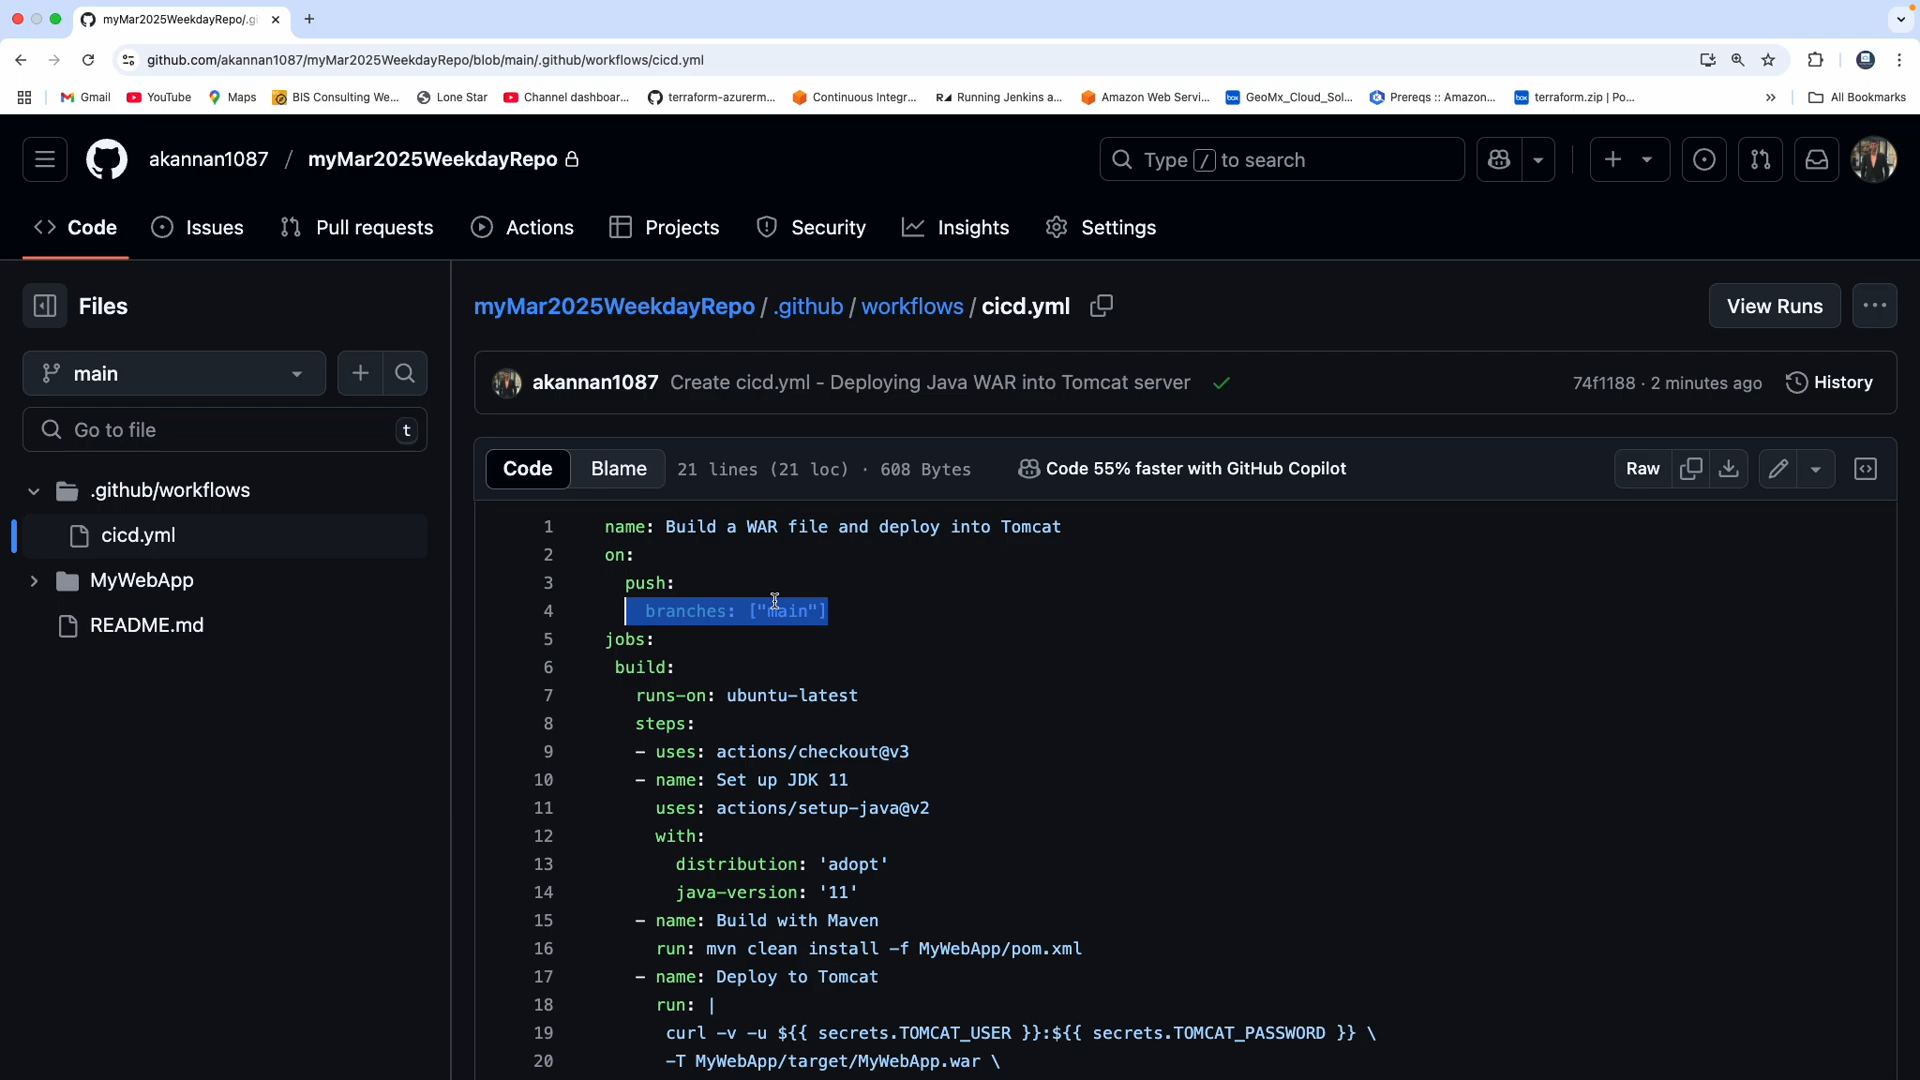 myMar2025WeekdayRepo/.gi
github.com/akannan1087/myMar2025WeekdayRepo/blob/main/.github/workflows/cicd.yml
Gmail YouTube Maps BIS Consulting We... Lone Star Channel dashboar... terraform-azurerm... Continuous Integr... Running Jenkins a... Amazon Web Servi... GeoMx_Cloud_Sol... Prereqs :: Amazon... terraform.zip | Po... » All Bookmarks
akannan1087 / myMar2025WeekdayRepo
Type / to search
Code Issues Pull requests Actions Projects Security Insights Settings
Files
myMar2025WeekdayRepo / .github / workflows / cicd.yml
View Runs
main
akannan1087 Create cicd.yml - Deploying Java WAR into Tomcat server
74f1188 · 2 minutes ago History
Go to file t
Code Blame 21 lines (21 loc) · 608 Bytes Code 55% faster with GitHub Copilot Raw
.github/workflows
cicd.yml
MyWebApp
README.md
1 name: Build a WAR file and deploy into Tomcat
2 on:
3 push:
4 branches: ["main"]
5 jobs:
6 build:
7 runs-on: ubuntu-latest
8 steps:
9 - uses: actions/checkout@v3
10 - name: Set up JDK 11
11 uses: actions/setup-java@v2
12 with:
13 distribution: 'adopt'
14 java-version: '11'
15 - name: Build with Maven
16 run: mvn clean install -f MyWebApp/pom.xml
17 - name: Deploy to Tomcat
18 run: |
19 curl -v -u ${{ secrets.TOMCAT_USER }}:${{ secrets.TOMCAT_PASSWORD }} \
20 -T MyWebApp/target/MyWebApp.war \